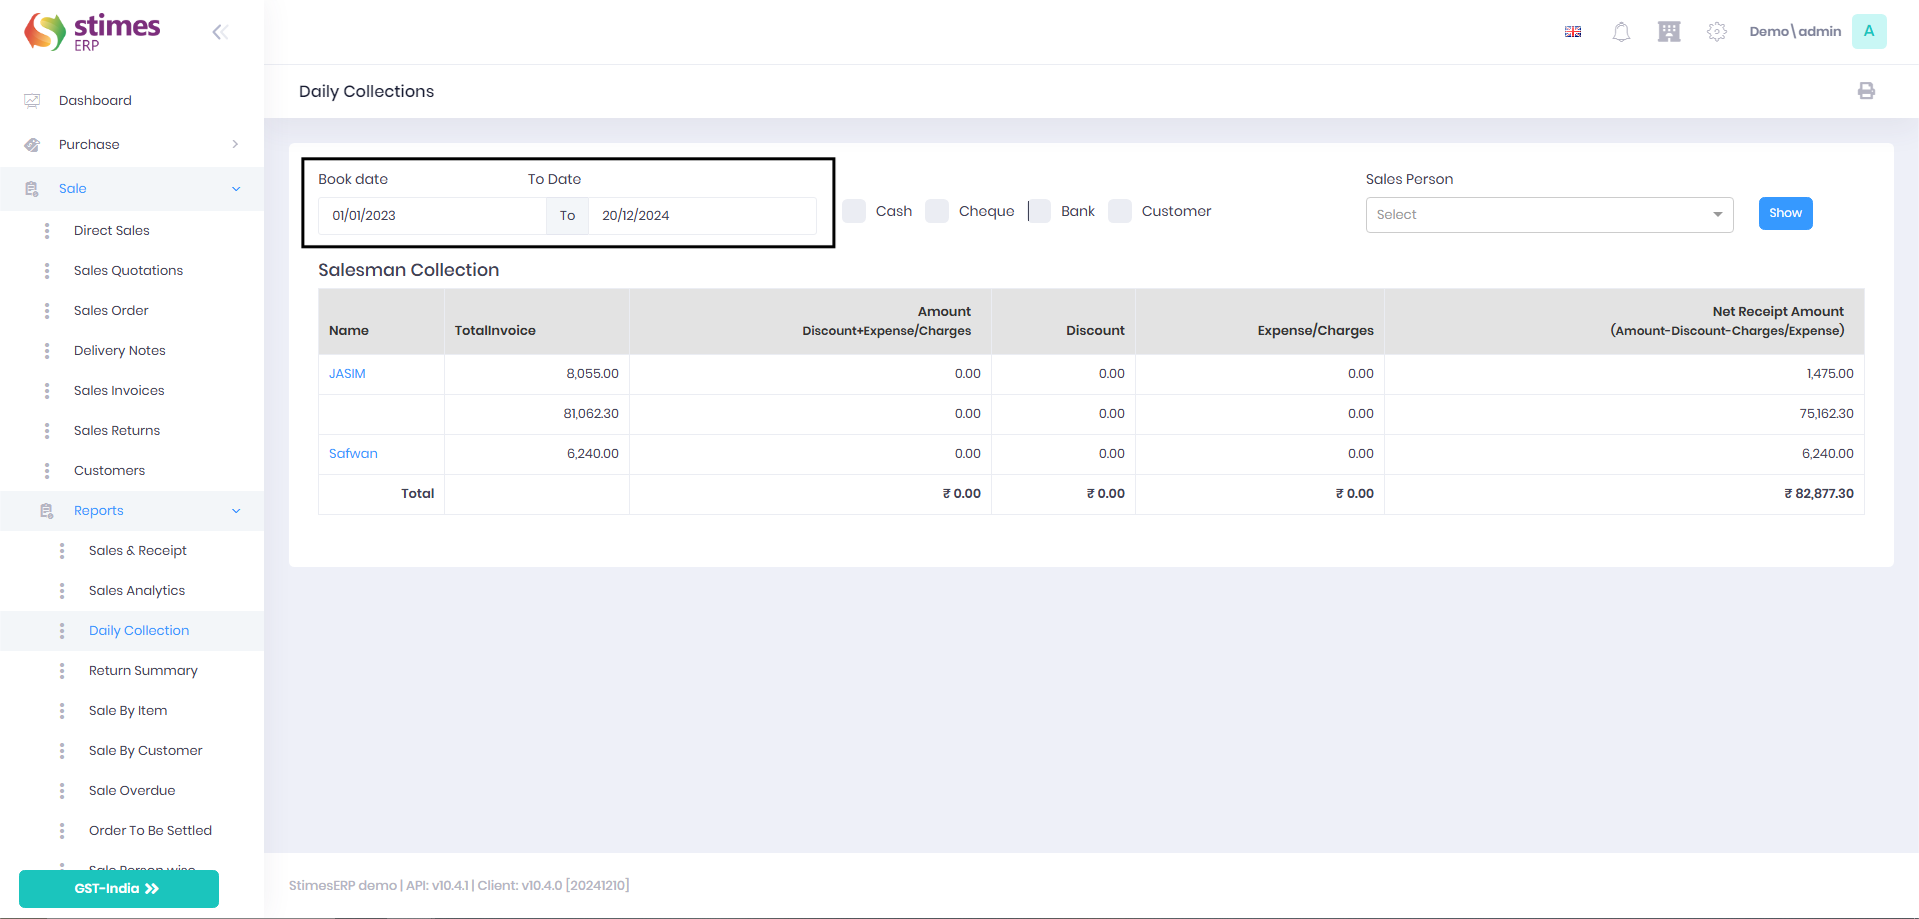 stimes
ERP
Demo\admin
A
Dashboard
Purchase
Sale
Direct Sales
Sales Quotations
Sales Order
Delivery Notes
Sales Invoices
Sales Returns
Customers
Reports
Sales & Receipt
Sales Analytics
Daily Collection
Return Summary
Sale By Item
Sale By Customer
Sale Overdue
Order To Be Settled
Sale Person wise
GST-India
Daily Collections
Book date To Date
01/01/2023 To 20/12/2024
Cash Cheque Bank Customer
Sales Person
Select
Show
Salesman Collection
Name TotalInvoice Amount Discount+Expense/Charges Discount Expense/Charges Net Receipt Amount (Amount-Discount-Charges/Expense)
JASIM 8,055.00 0.00 0.00 0.00 1,475.00
81,062.30 0.00 0.00 0.00 75,162.30
Safwan 6,240.00 0.00 0.00 0.00 6,240.00
Total ₹ 0.00 ₹ 0.00 ₹ 0.00 ₹ 82,877.30
StimesERP demo | API: v10.4.1 | Client: v10.4.0 [20241210]